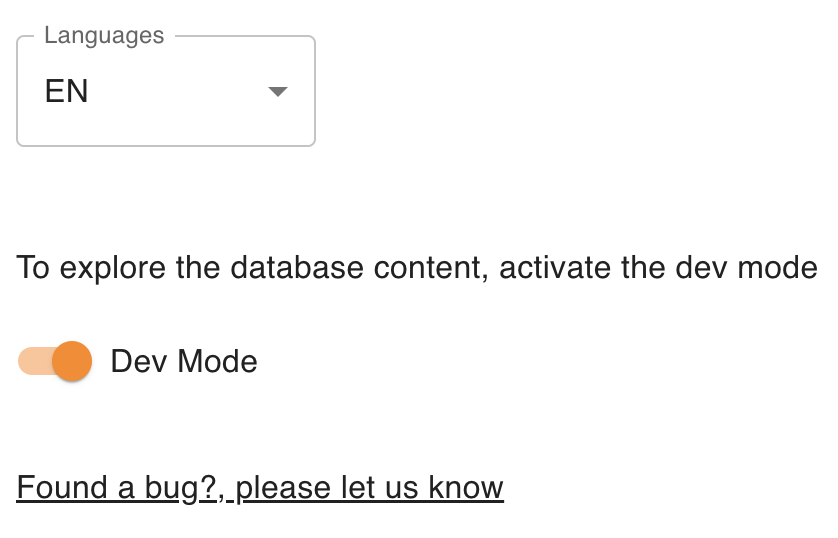 Languages
EN
To explore the database content, activate the dev mode
Dev Mode
Found a bug?, please let us know